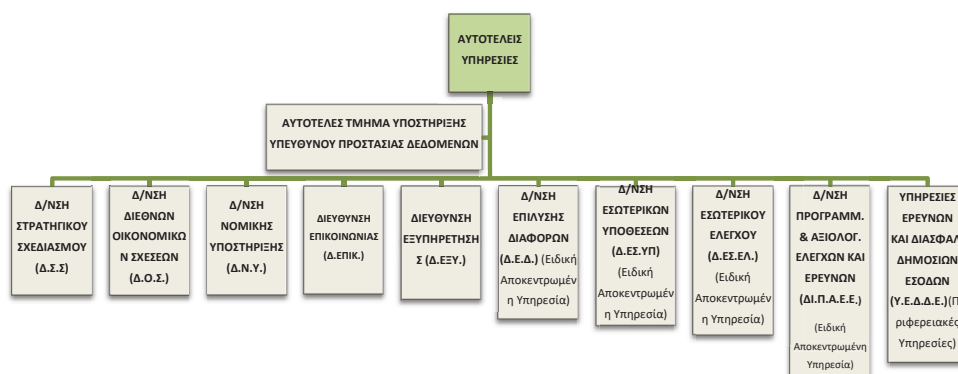 ΑΥΤΟΤΕΛΕΙΣ
ΥΠΗΡΕΣΙΕΣ
ΑΥΤΟΤΕΛΕΣ ΤΜΗΜΑ ΥΠΟΣΤΗΡΙΞΗΣ
ΥΠΕΥΘΥΝΟΥ ΠΡΟΣΤΑΣΙΑΣ ΔΕΔΟΜΕΝΩΝ
Δ/ΝΣΗ
ΣΤΡΑΤΗΓΙΚΟΥ
ΣΧΕΔΙΑΣΜΟΥ
(Δ.Σ.Σ)
Δ/ΝΣΗ
ΔΙΕΘΝΩΝ
ΟΙΚΟΝΟΜΙΚΩ
Ν ΣΧΕΣΕΩΝ
(Δ.Ο.Σ.)
Δ/ΝΣΗ
ΝΟΜΙΚΗΣ
ΥΠΟΣΤΗΡΙΞΗΣ
(Δ.Ν.Υ.)
ΔΙΕΥΘΥΝΣΗ
ΕΠΙΚΟΙΝΩΝΙΑΣ
(Δ.ΕΠΙΚ.)
ΔΙΕΥΘΥΝΣΗ
ΕΞΥΠΗΡΕΤΗΣΗ
Σ (Δ.ΕΞΥ.)
Δ/ΝΣΗ
ΕΠΙΛΥΣΗΣ
ΔΙΑΦΟΡΩΝ
(Δ.Ε.Δ.) (Ειδική
Αποκεντρωμέν
η Υπηρεσία)
Δ/ΝΣΗ
ΕΣΩΤΕΡΙΚΩΝ
ΥΠΟΘΕΣΕΩΝ
(Δ.ΕΣ.ΥΠ)
(Ειδική
Αποκεντρωμέν
η Υπηρεσία)
Δ/ΝΣΗ
ΕΣΩΤΕΡΙΚΟΥ
ΕΛΕΓΧΟΥ
(Δ.ΕΣ.ΕΛ.)
(Ειδική
Αποκεντρωμέν
η Υπηρεσία)
Δ/ΝΣΗ
ΠΡΟΓΡΑΜΜ.
& ΑΞΙΟΛΟΓ.
ΕΛΕΓΧΩΝ ΚΑΙ
ΕΡΕΥΝΩΝ
(ΔΙ.Π.Α.Ε.Ε.)
(Ειδική
Αποκεντρωμένη
Υπηρεσία)
ΥΠΗΡΕΣΙΕΣ
ΕΡΕΥΝΩΝ
ΚΑΙ ΔΙΑΣΦΑΛ
ΔΗΜΟΣΙΩΝ
ΕΣΟΔΩΝ
(Υ.Ε.Δ.Δ.Ε.)(Π
ριφερειακές
Υπηρεσίες)